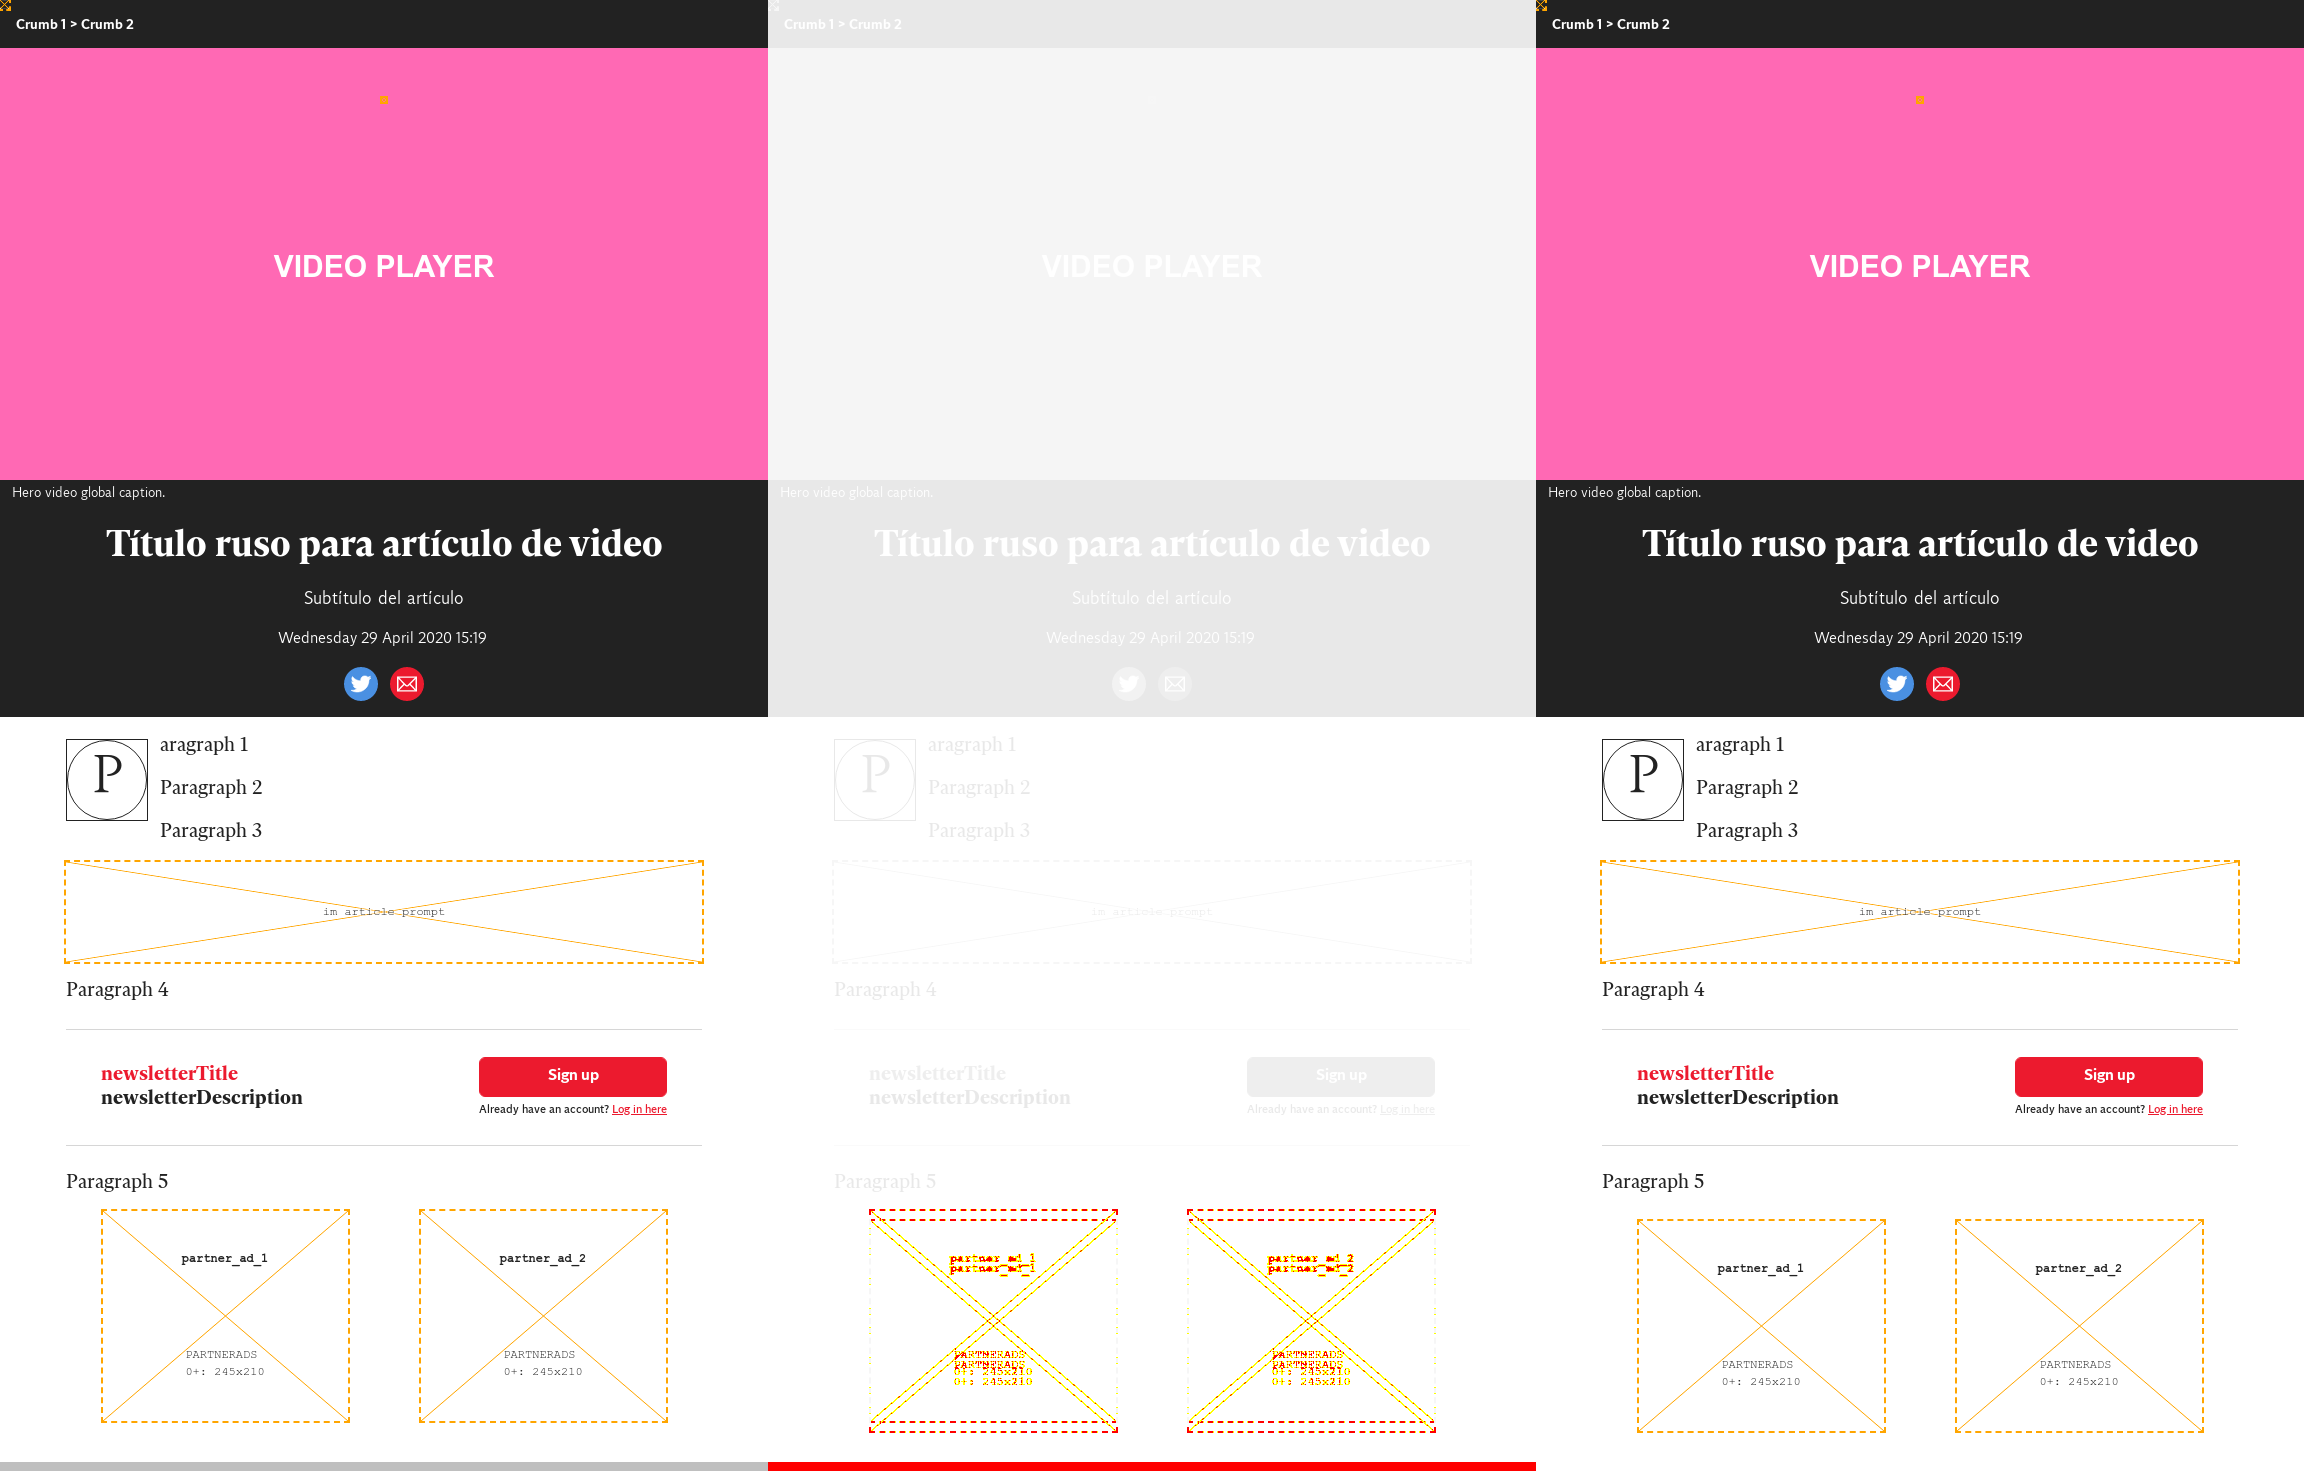 Crumb 1 > Crumb 2
VIDEO PLAYER
Hero video global caption.
Título ruso para artículo de video
Subtítulo del artículo
Wednesday 29 April 2020 15:19
Paragraph 1
Paragraph 2
Paragraph 3
im article prompt
Paragraph 4
newsletterTitle
newsletterDescription
Sign up
Already have an account? Log in here
Paragraph 5
partner_ad_1
PARTNERADS
0+: 245x210
partner_ad_2
PARTNERADS
0+: 245x210
Crumb 1 > Crumb 2
VIDEO PLAYER
Hero video global caption.
Título ruso para artículo de video
Subtítulo del artículo
Wednesday 29 April 2020 15:19
Paragraph 1
Paragraph 2
Paragraph 3
im article prompt
Paragraph 4
newsletterTitle
newsletterDescription
Sign up
Already have an account? Log in here
Paragraph 5
partner_ad_1
partner_ad_1
PARTNERADS
PARTNERADS
0+: 245x210
0+: 245x210
partner_ad_2
partner_ad_2
PARTNERADS
PARTNERADS
0+: 245x210
0+: 245x210
Crumb 1 > Crumb 2
VIDEO PLAYER
Hero video global caption.
Título ruso para artículo de video
Subtítulo del artículo
Wednesday 29 April 2020 15:19
Paragraph 1
Paragraph 2
Paragraph 3
im article prompt
Paragraph 4
newsletterTitle
newsletterDescription
Sign up
Already have an account? Log in here
Paragraph 5
partner_ad_1
PARTNERADS
0+: 245x210
partner_ad_2
PARTNERADS
0+: 245x210